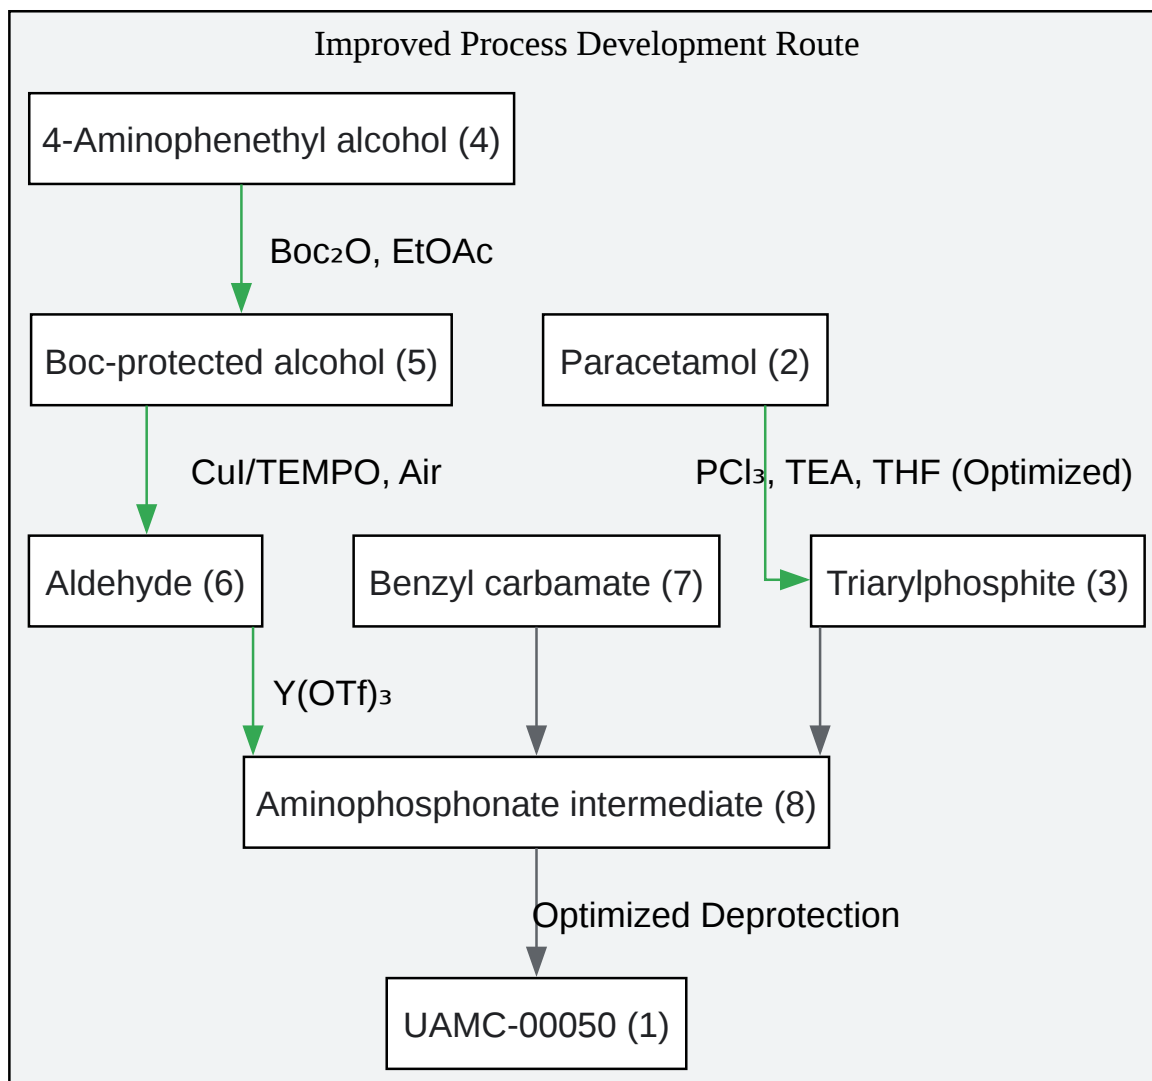 Improved Process Development Route
4-Aminophenethyl alcohol (4)
Boc₂O, EtOAc
Boc-protected alcohol (5)
Paracetamol (2)
CuI/TEMPO, Air
PCl₃, TEA, THF (Optimized)
Aldehyde (6)
Benzyl carbamate (7)
Triarylphosphite (3)
Y(OTf)₃
Aminophosphonate intermediate (8)
Optimized Deprotection
UAMC-00050 (1)